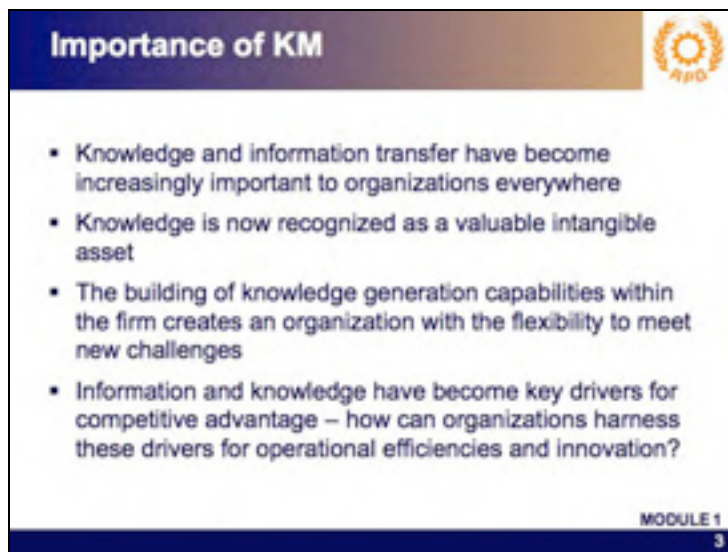 Importance of KM
APO
▪ Knowledge and information transfer have become
increasingly important to organizations everywhere
▪ Knowledge is now recognized as a valuable intangible
asset
▪ The building of knowledge generation capabilities within
the firm creates an organization with the flexibility to meet
new challenges
▪ Information and knowledge have become key drivers for
competitive advantage – how can organizations harness
these drivers for operational efficiencies and innovation?
MODULE 1
3